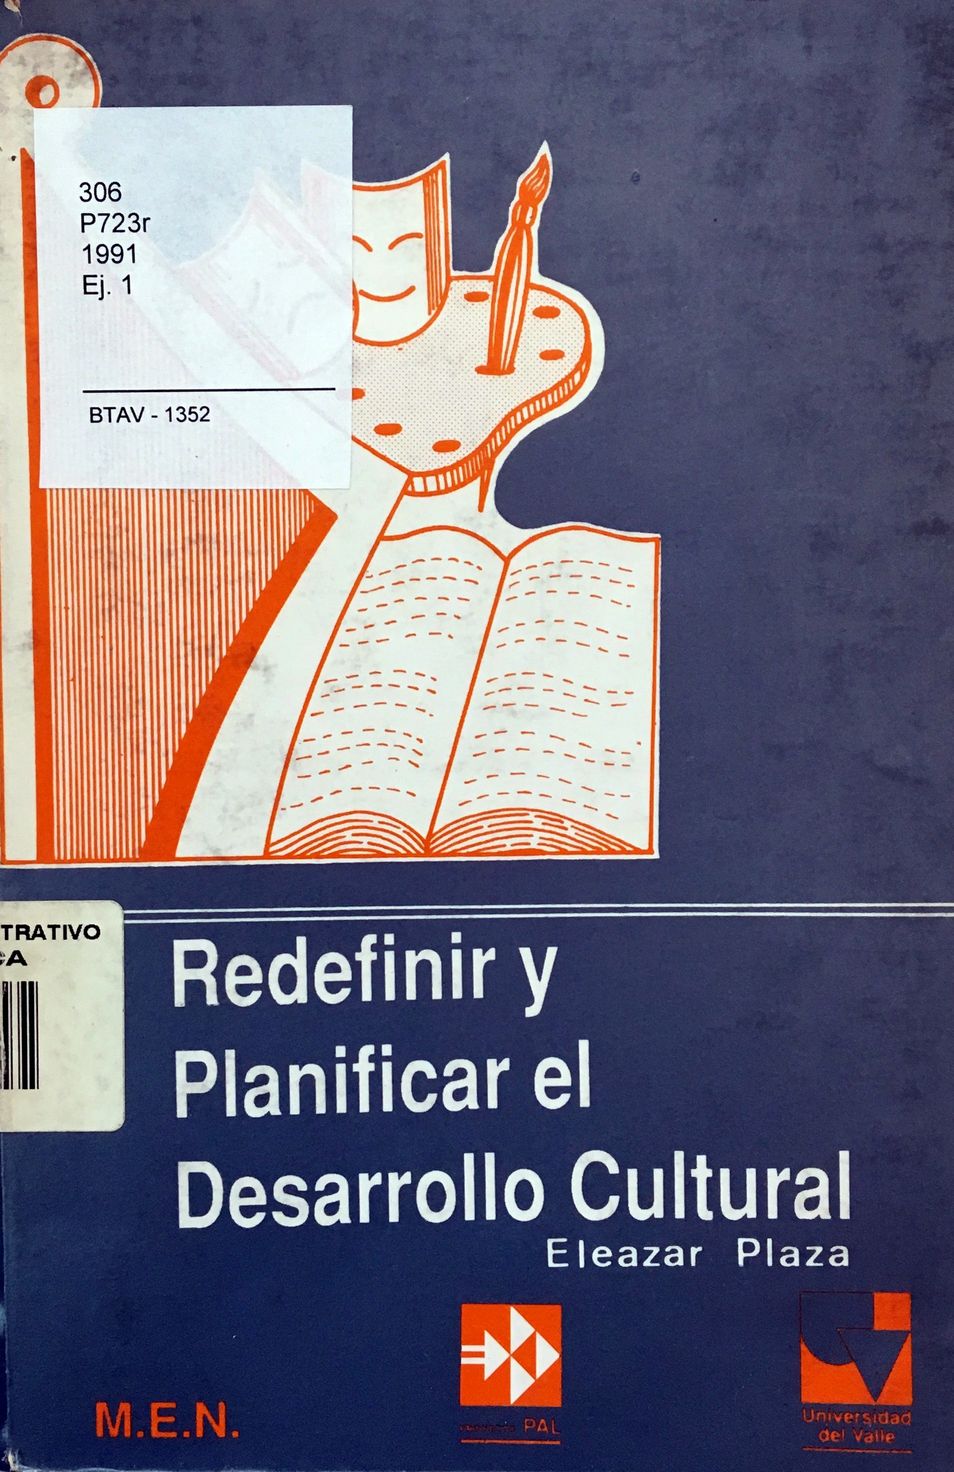 306
P723r
1991
Ej. 1
BTAV - 1352
TRATIVO
CA
Redefinir y
Planificar el
Desarrollo Cultural
Eleazar Plaza
M.E.N.
PAL
Universidad
del Valle